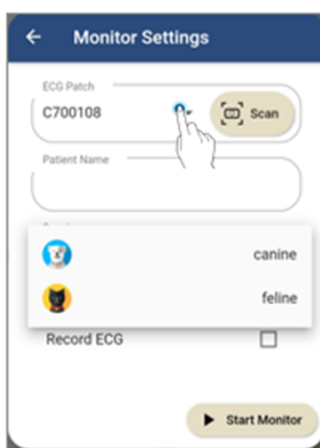 Monitor Settings
ECG Patch
C700108
Scan
Patient Name
canine
feline
Record ECG
Start Monitor